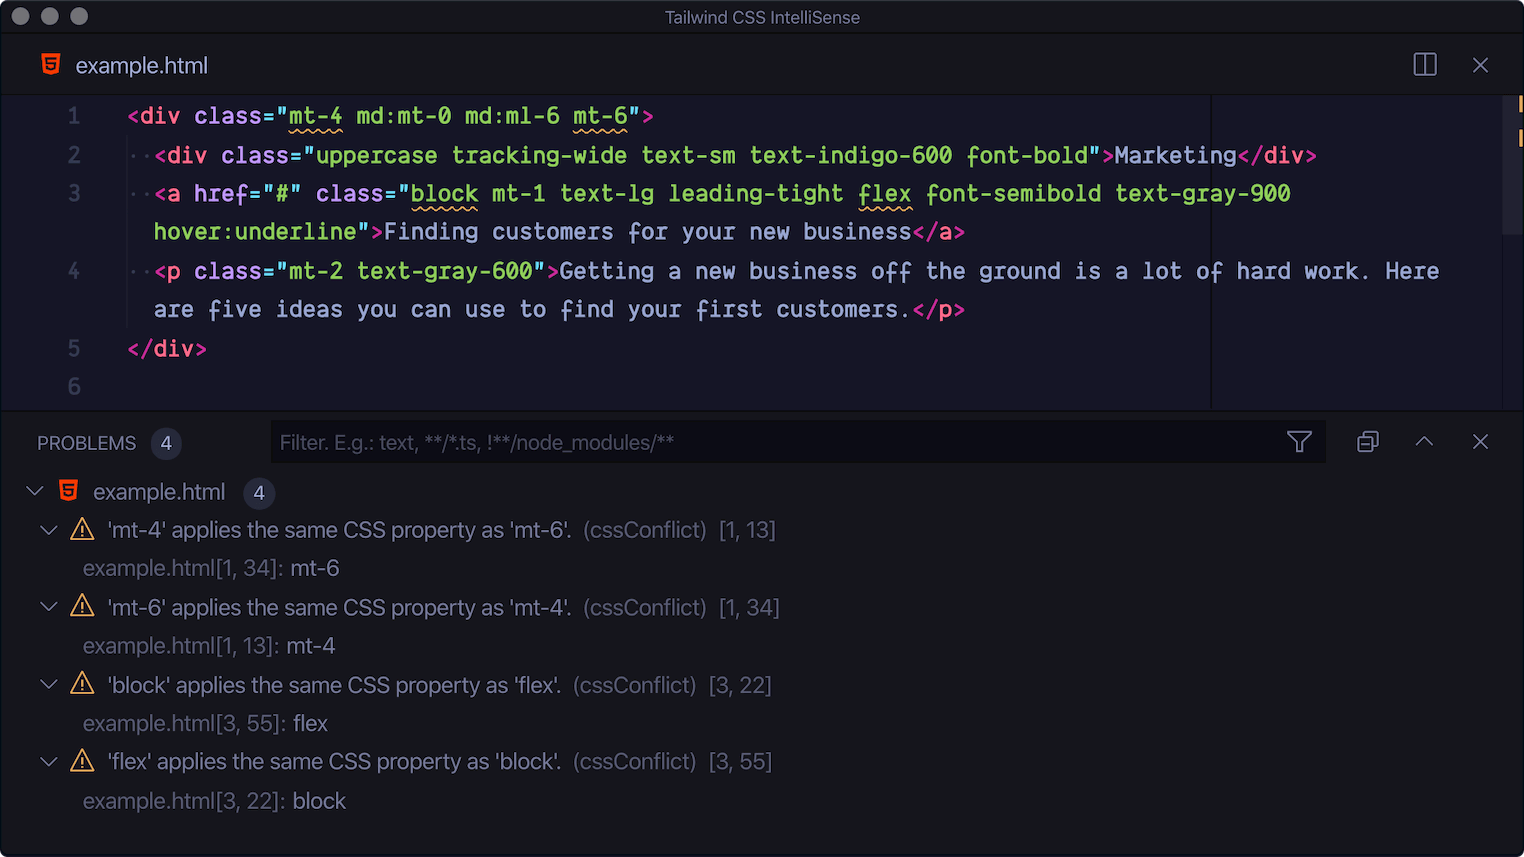 Tailwind CSS IntelliSense
example.html
1 <div class="mt-4 md:mt-0 md:ml-6 mt-6">
2 ··<div class="uppercase tracking-wide text-sm text-indigo-600 font-bold">Marketing</div>
3 ··<a href="#" class="block mt-1 text-lg leading-tight flex font-semibold text-gray-900
hover:underline">Finding customers for your new business</a>
4 ··<p class="mt-2 text-gray-600">Getting a new business off the ground is a lot of hard work. Here
are five ideas you can use to find your first customers.</p>
5 </div>
6
PROBLEMS 4 Filter. E.g.: text, **/*.ts, !**/node_modules/**
example.html 4
'mt-4' applies the same CSS property as 'mt-6'. (cssConflict) [1, 13]
example.html[1, 34]: mt-6
'mt-6' applies the same CSS property as 'mt-4'. (cssConflict) [1, 34]
example.html[1, 13]: mt-4
'block' applies the same CSS property as 'flex'. (cssConflict) [3, 22]
example.html[3, 55]: flex
'flex' applies the same CSS property as 'block'. (cssConflict) [3, 55]
example.html[3, 22]: block